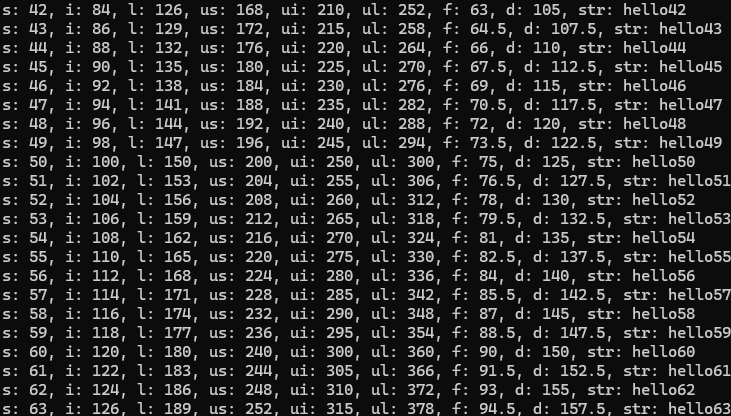 s: 42, i: 84, l: 126, us: 168, ui: 210, ul: 252, f: 63, d: 105, str: hello42
s: 43, i: 86, l: 129, us: 172, ui: 215, ul: 258, f: 64.5, d: 107.5, str: hello43
s: 44, i: 88, l: 132, us: 176, ui: 220, ul: 264, f: 66, d: 110, str: hello44
s: 45, i: 90, l: 135, us: 180, ui: 225, ul: 270, f: 67.5, d: 112.5, str: hello45
s: 46, i: 92, l: 138, us: 184, ui: 230, ul: 276, f: 69, d: 115, str: hello46
s: 47, i: 94, l: 141, us: 188, ui: 235, ul: 282, f: 70.5, d: 117.5, str: hello47
s: 48, i: 96, l: 144, us: 192, ui: 240, ul: 288, f: 72, d: 120, str: hello48
s: 49, i: 98, l: 147, us: 196, ui: 245, ul: 294, f: 73.5, d: 122.5, str: hello49
s: 50, i: 100, l: 150, us: 200, ui: 250, ul: 300, f: 75, d: 125, str: hello50
s: 51, i: 102, l: 153, us: 204, ui: 255, ul: 306, f: 76.5, d: 127.5, str: hello51
s: 52, i: 104, l: 156, us: 208, ui: 260, ul: 312, f: 78, d: 130, str: hello52
s: 53, i: 106, l: 159, us: 212, ui: 265, ul: 318, f: 79.5, d: 132.5, str: hello53
s: 54, i: 108, l: 162, us: 216, ui: 270, ul: 324, f: 81, d: 135, str: hello54
s: 55, i: 110, l: 165, us: 220, ui: 275, ul: 330, f: 82.5, d: 137.5, str: hello55
s: 56, i: 112, l: 168, us: 224, ui: 280, ul: 336, f: 84, d: 140, str: hello56
s: 57, i: 114, l: 171, us: 228, ui: 285, ul: 342, f: 85.5, d: 142.5, str: hello57
s: 58, i: 116, l: 174, us: 232, ui: 290, ul: 348, f: 87, d: 145, str: hello58
s: 59, i: 118, l: 177, us: 236, ui: 295, ul: 354, f: 88.5, d: 147.5, str: hello59
s: 60, i: 120, l: 180, us: 240, ui: 300, ul: 360, f: 90, d: 150, str: hello60
s: 61, i: 122, l: 183, us: 244, ui: 305, ul: 366, f: 91.5, d: 152.5, str: hello61
s: 62, i: 124, l: 186, us: 248, ui: 310, ul: 372, f: 93, d: 155, str: hello62
s: 63, i: 126, l: 189, us: 252, ui: 315, ul: 378, f: 94.5, d: 157.5, str: hello63